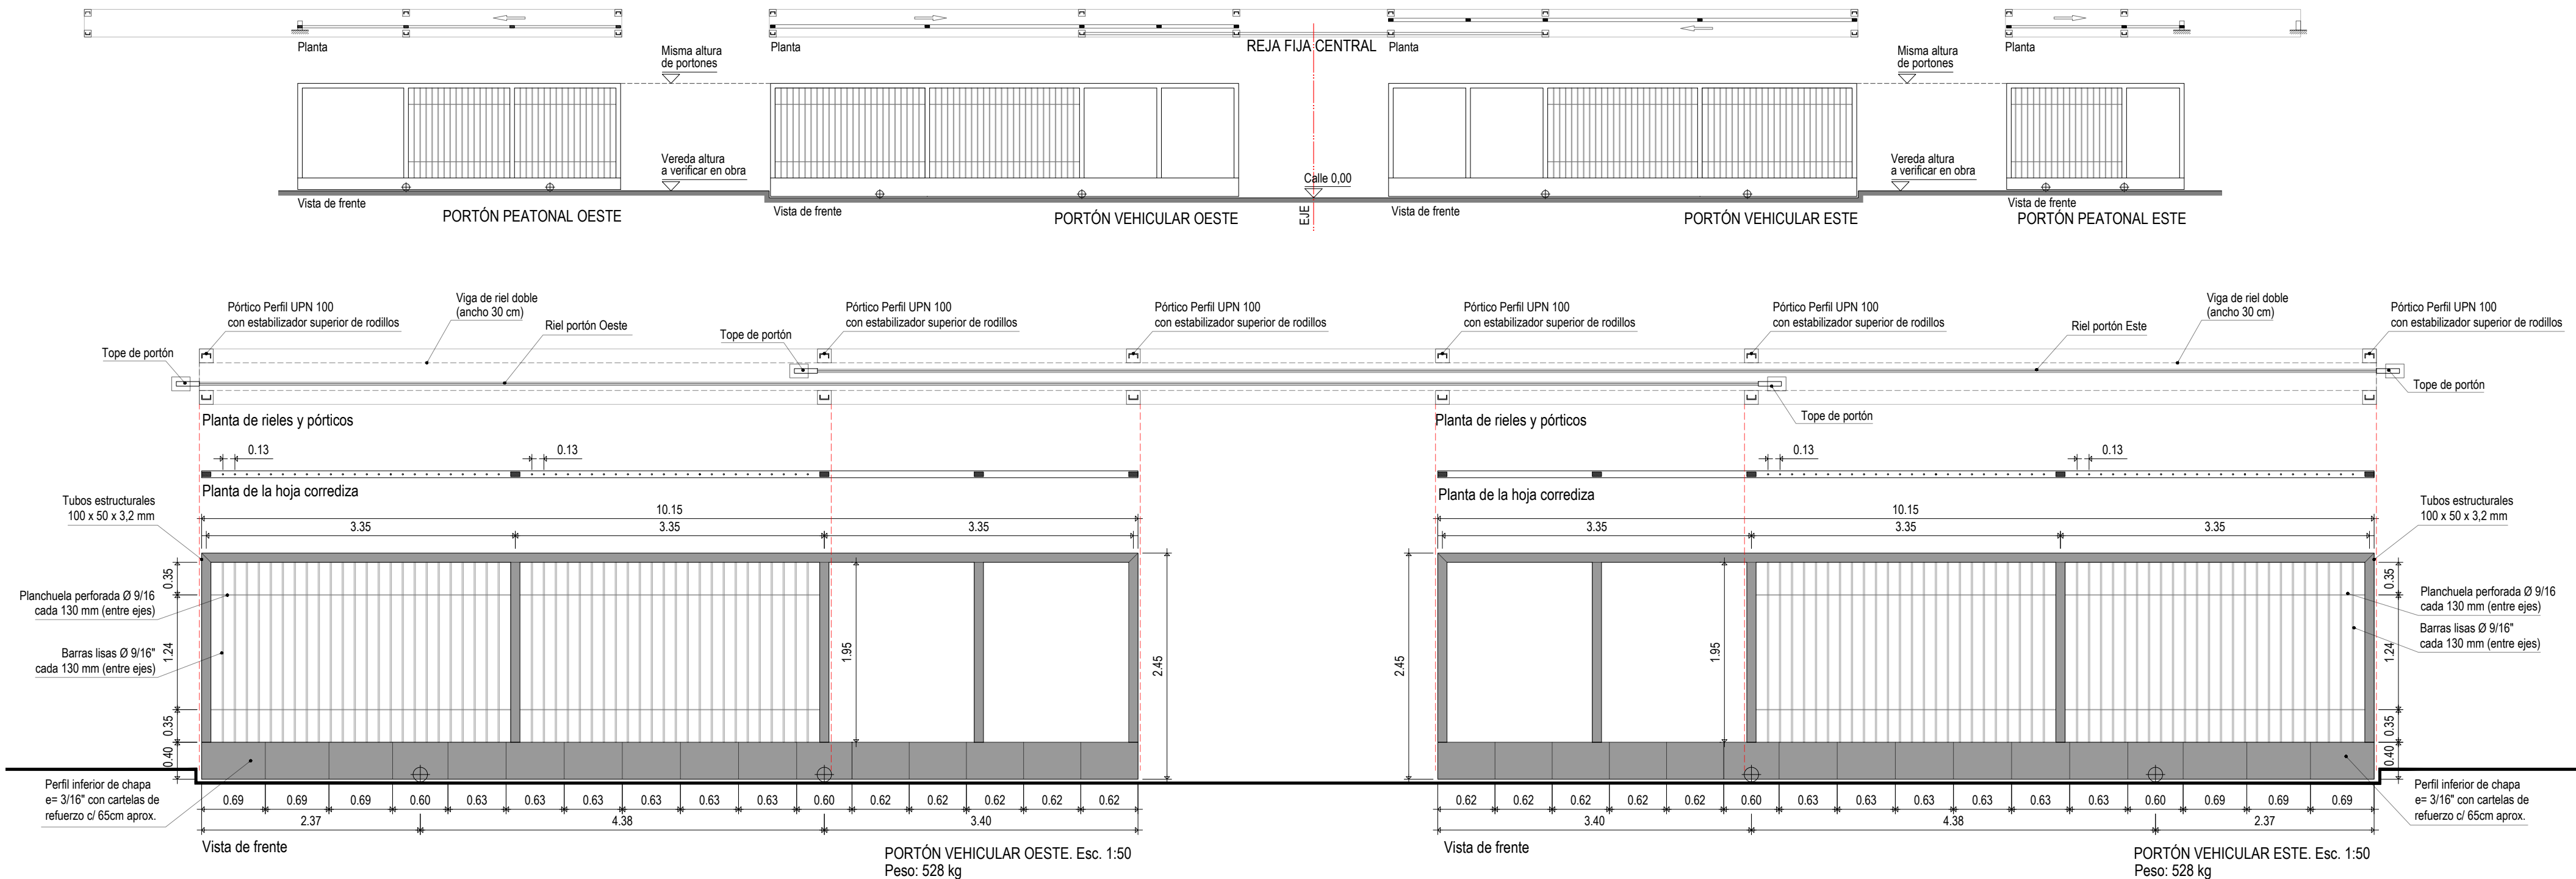 Planta
Planta
REJA FIJA CENTRAL
Planta
Planta
Misma altura
de portones
Misma altura
de portones
Vereda altura
a verificar en obra
Calle 0,00
Vereda altura
a verificar en obra
Vista de frente
PORTÓN PEATONAL OESTE
Vista de frente
PORTÓN VEHICULAR OESTE
EJE
Vista de frente
PORTÓN VEHICULAR ESTE
Vista de frente
PORTÓN PEATONAL ESTE
Pórtico Perfil UPN 100
con estabilizador superior de rodillos
Viga de riel doble
(ancho 30 cm)
Riel portón Oeste
Tope de portón
Tope de portón
Pórtico Perfil UPN 100
con estabilizador superior de rodillos
Pórtico Perfil UPN 100
con estabilizador superior de rodillos
Pórtico Perfil UPN 100
con estabilizador superior de rodillos
Pórtico Perfil UPN 100
con estabilizador superior de rodillos
Riel portón Este
Viga de riel doble
(ancho 30 cm)
Pórtico Perfil UPN 100
con estabilizador superior de rodillos
Tope de portón
Tope de portón
Planta de rieles y pórticos
Planta de rieles y pórticos
0.13
0.13
0.13
0.13
Planta de la hoja corrediza
Planta de la hoja corrediza
Tubos estructurales
100 x 50 x 3,2 mm
10.15
3.35
3.35
3.35
0.35
1.24
0.35
0.40
1.95
2.45
Planchuela perforada Ø 9/16
cada 130 mm (entre ejes)
Barras lisas Ø 9/16"
cada 130 mm (entre ejes)
Perfil inferior de chapa
e= 3/16" con cartelas de
refuerzo c/ 65cm aprox.
0.69
0.69
0.69
0.60
0.63
0.63
0.63
0.63
0.63
0.63
0.60
0.62
0.62
0.62
0.62
0.62
2.37
4.38
3.40
Vista de frente
PORTÓN VEHICULAR OESTE. Esc. 1:50
Peso: 528 kg
10.15
3.35
3.35
3.35
2.45
1.95
0.35
1.24
0.35
0.40
Tubos estructurales
100 x 50 x 3,2 mm
Planchuela perforada Ø 9/16
cada 130 mm (entre ejes)
Barras lisas Ø 9/16"
cada 130 mm (entre ejes)
Perfil inferior de chapa
e= 3/16" con cartelas de
refuerzo c/ 65cm aprox.
0.62
0.62
0.62
0.62
0.62
0.60
0.63
0.63
0.63
0.63
0.63
0.63
0.60
0.69
0.69
0.69
3.40
4.38
2.37
Vista de frente
PORTÓN VEHICULAR ESTE. Esc. 1:50
Peso: 528 kg